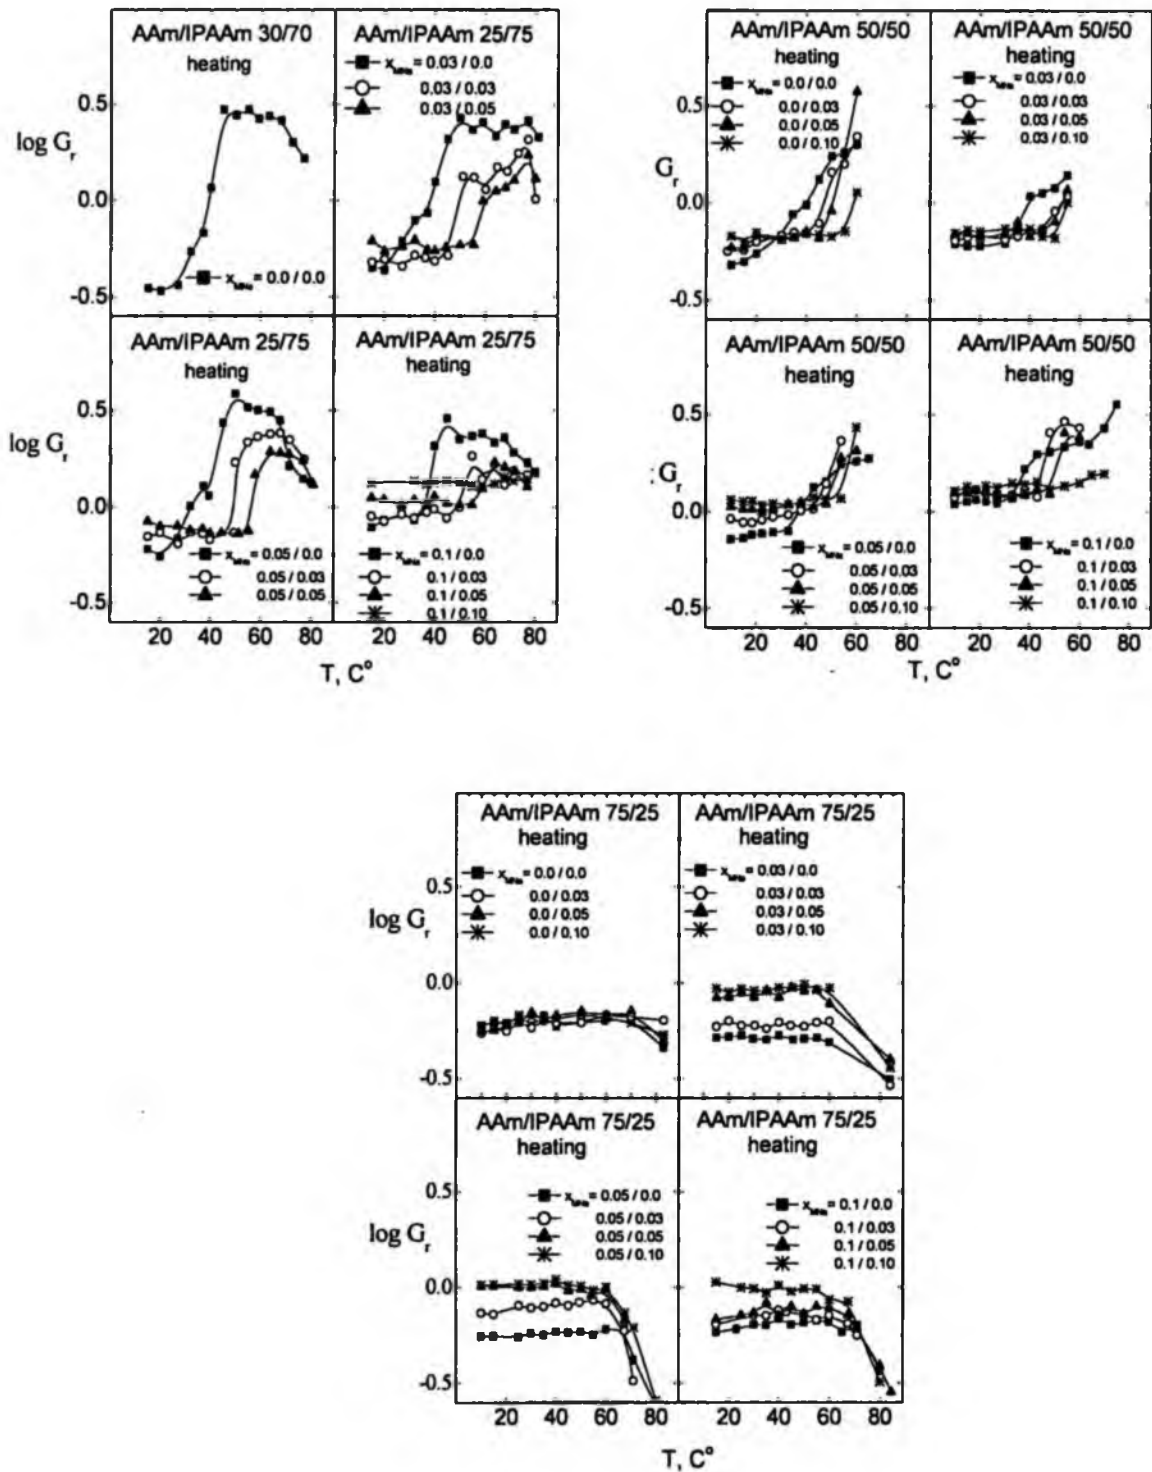 AAm/IPAAm 30/70
heating
log G_r
0.5
0.0
-0.5
= 0.0 / 0.0
AAm/IPAAm 25/75
= 0.03 / 0.0
0.03 / 0.03
0.03 / 0.05
AAm/IPAAm 25/75
heating
log G_r
0.5
0.0
-0.5
= 0.05 / 0.0
0.05 / 0.03
0.05 / 0.05
AAm/IPAAm 25/75
heating
= 0.1 / 0.0
0.1 / 0.03
0.1 / 0.05
0.1 / 0.10
20 40 60 80 20 40 60 80
T, C°
AAm/IPAAm 50/50
heating
= 0.0 / 0.0
0.0 / 0.03
0.0 / 0.05
0.0 / 0.10
G_r
0.5
0.0
-0.5
AAm/IPAAm 50/50
heating
= 0.03 / 0.0
0.03 / 0.03
0.03 / 0.05
0.03 / 0.10
AAm/IPAAm 50/50
heating
G_r
0.5
0.0
-0.5
= 0.05 / 0.0
0.05 / 0.03
0.05 / 0.05
0.05 / 0.10
AAm/IPAAm 50/50
heating
= 0.1 / 0.0
0.1 / 0.03
0.1 / 0.05
0.1 / 0.10
20 40 60 80 20 40 60 80
T, C°
AAm/IPAAm 75/25
heating
= 0.0 / 0.0
0.0 / 0.03
0.0 / 0.05
0.0 / 0.10
log G_r
0.5
0.0
-0.5
AAm/IPAAm 75/25
heating
= 0.03 / 0.0
0.03 / 0.03
0.03 / 0.05
0.03 / 0.10
AAm/IPAAm 75/25
heating
log G_r
0.5
0.0
-0.5
= 0.05 / 0.0
0.05 / 0.03
0.05 / 0.05
0.05 / 0.10
AAm/IPAAm 75/25
heating
= 0.1 / 0.0
0.1 / 0.03
0.1 / 0.05
0.1 / 0.10
20 40 60 80 20 40 60 80
T, C°